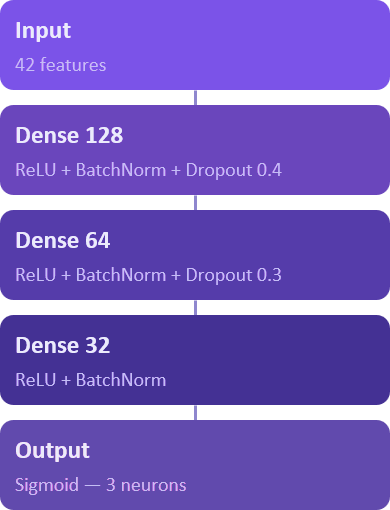 Input
42 features
Dense 128
ReLU + BatchNorm + Dropout 0.4
Dense 64
ReLU + BatchNorm + Dropout 0.3
Dense 32
ReLU + BatchNorm
Output
Sigmoid — 3 neurons